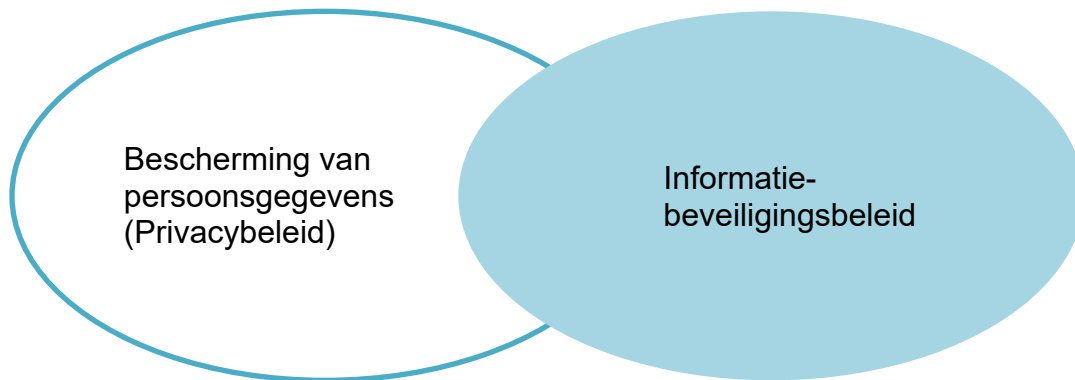 Bescherming van
persoonsgegevens
(Privacybeleid)
Informatie-
beveiligingsbeleid